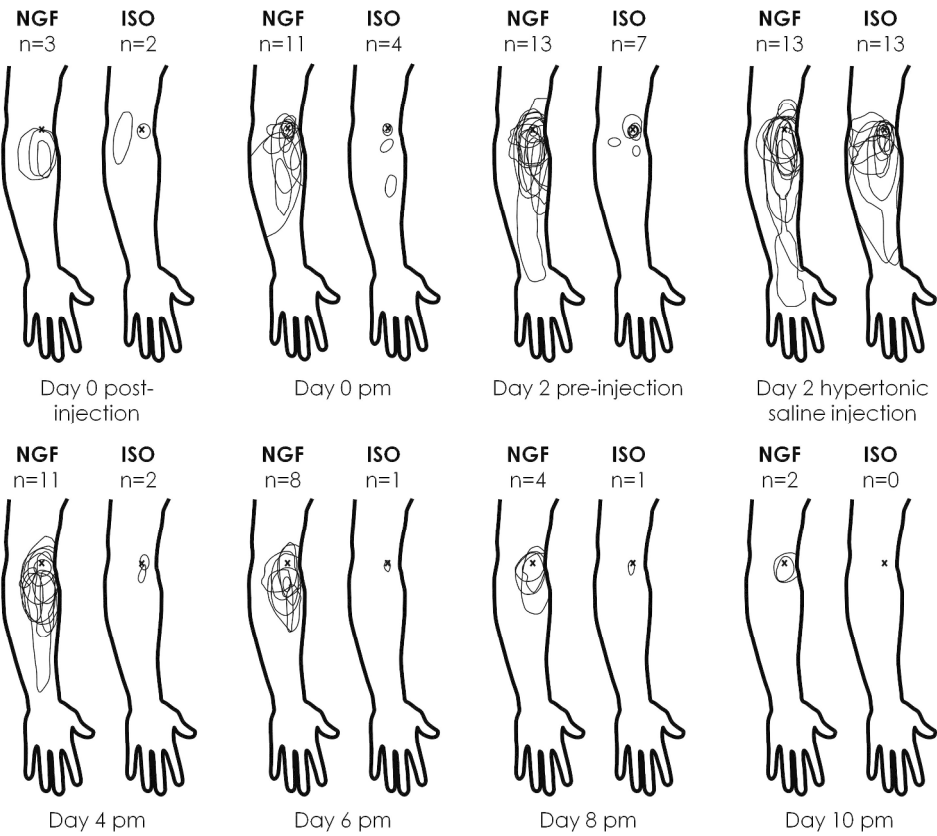 NGF ISO NGF ISO NGF ISO NGF ISO
n=3 n=2 n=11 n=4 n=13 n=7 n=13 n=13
x x x x x x x x
Day 0 post- Day 0 pm Day 2 pre-injection Day 2 hypertonic
injection saline injection
NGF ISO NGF ISO NGF ISO NGF ISO
n=11 n=2 n=8 n=1 n=4 n=1 n=2 n=0
x x x x x x x x
Day 4 pm Day 6 pm Day 8 pm Day 10 pm